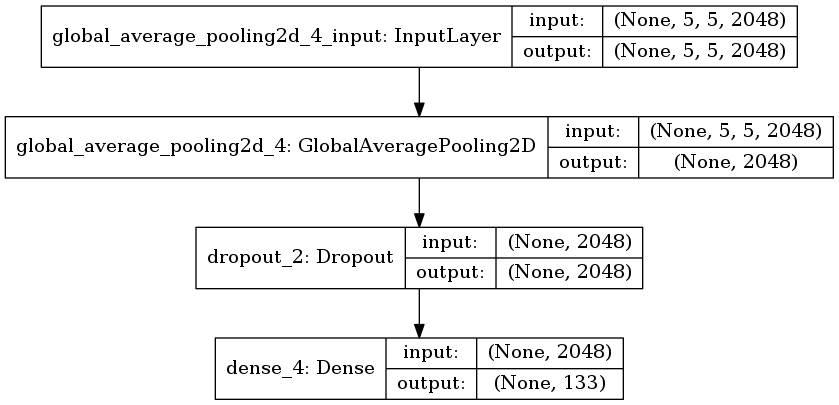 global_average_pooling2d_4_input: InputLayer
input: (None, 5, 5, 2048)
output: (None, 5, 5, 2048)
global_average_pooling2d_4: GlobalAveragePooling2D
input: (None, 5, 5, 2048)
output: (None, 2048)
dropout_2: Dropout
input: (None, 2048)
output: (None, 2048)
dense_4: Dense
input: (None, 2048)
output: (None, 133)